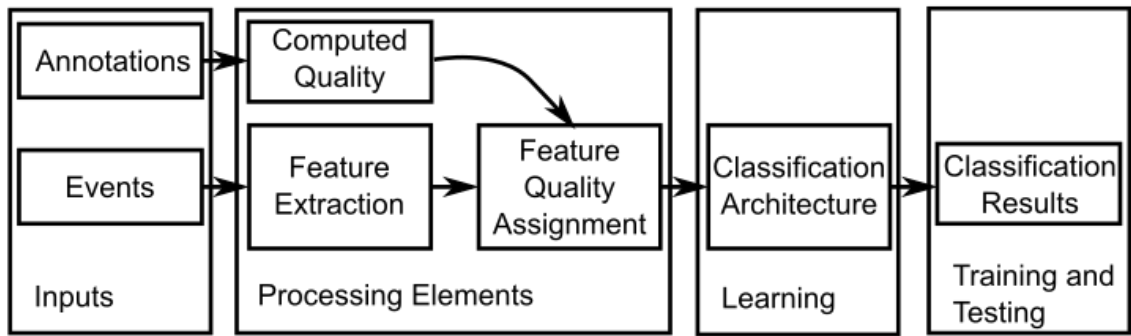 Annotations
Events
Inputs
Computed
Quality
Feature
Extraction
Feature
Quality
Assignment
Processing Elements
Classification
Architecture
Learning
Classification
Results
Training and
Testing